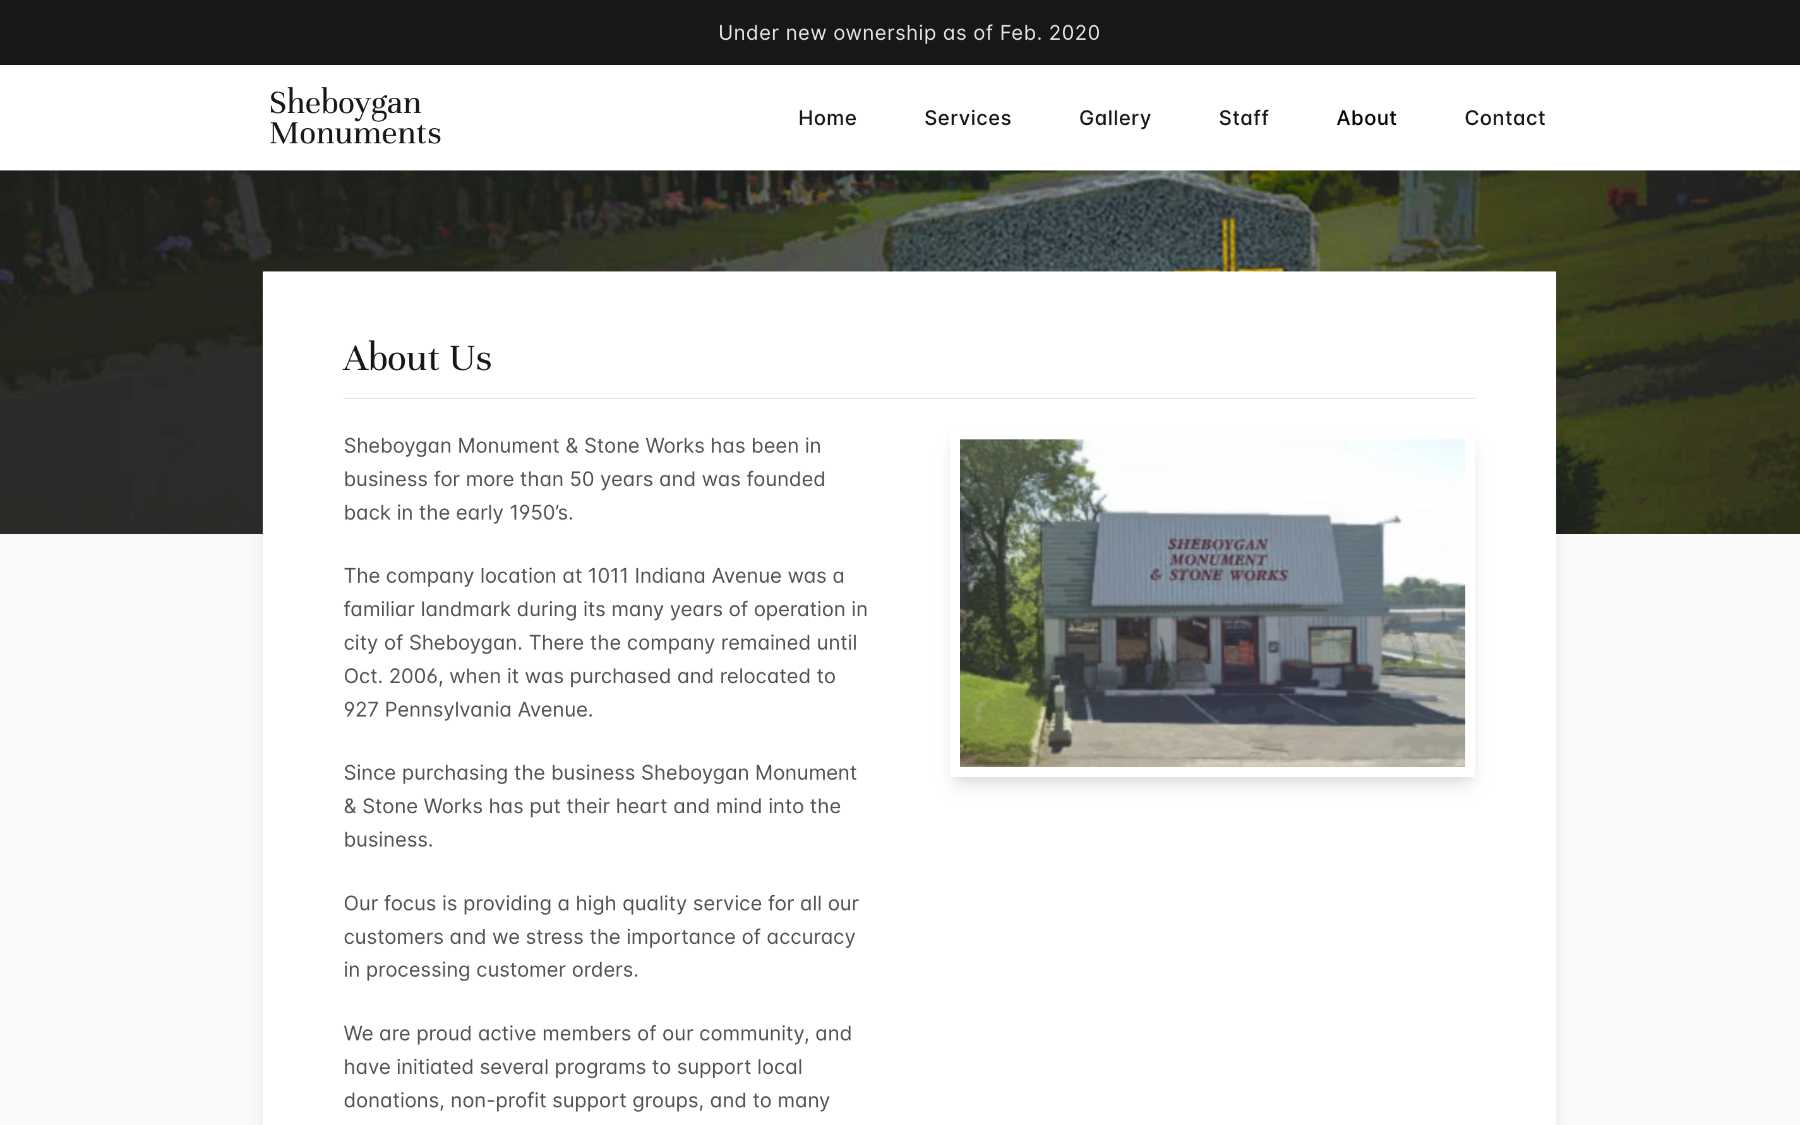 Under new ownership as of Feb. 2020
Sheboygan
Monuments
Home
Services
Gallery
Staff
About
Contact
About Us
Sheboygan Monument & Stone Works has been in
business for more than 50 years and was founded
back in the early 1950’s.
The company location at 1011 Indiana Avenue was a
familiar landmark during its many years of operation in
city of Sheboygan. There the company remained until
Oct. 2006, when it was purchased and relocated to
927 Pennsylvania Avenue.
Since purchasing the business Sheboygan Monument
& Stone Works has put their heart and mind into the
business.
Our focus is providing a high quality service for all our
customers and we stress the importance of accuracy
in processing customer orders.
We are proud active members of our community, and
have initiated several programs to support local
donations, non-profit support groups, and to many
SHEBOYGAN
MONUMENT
& STONE WORKS